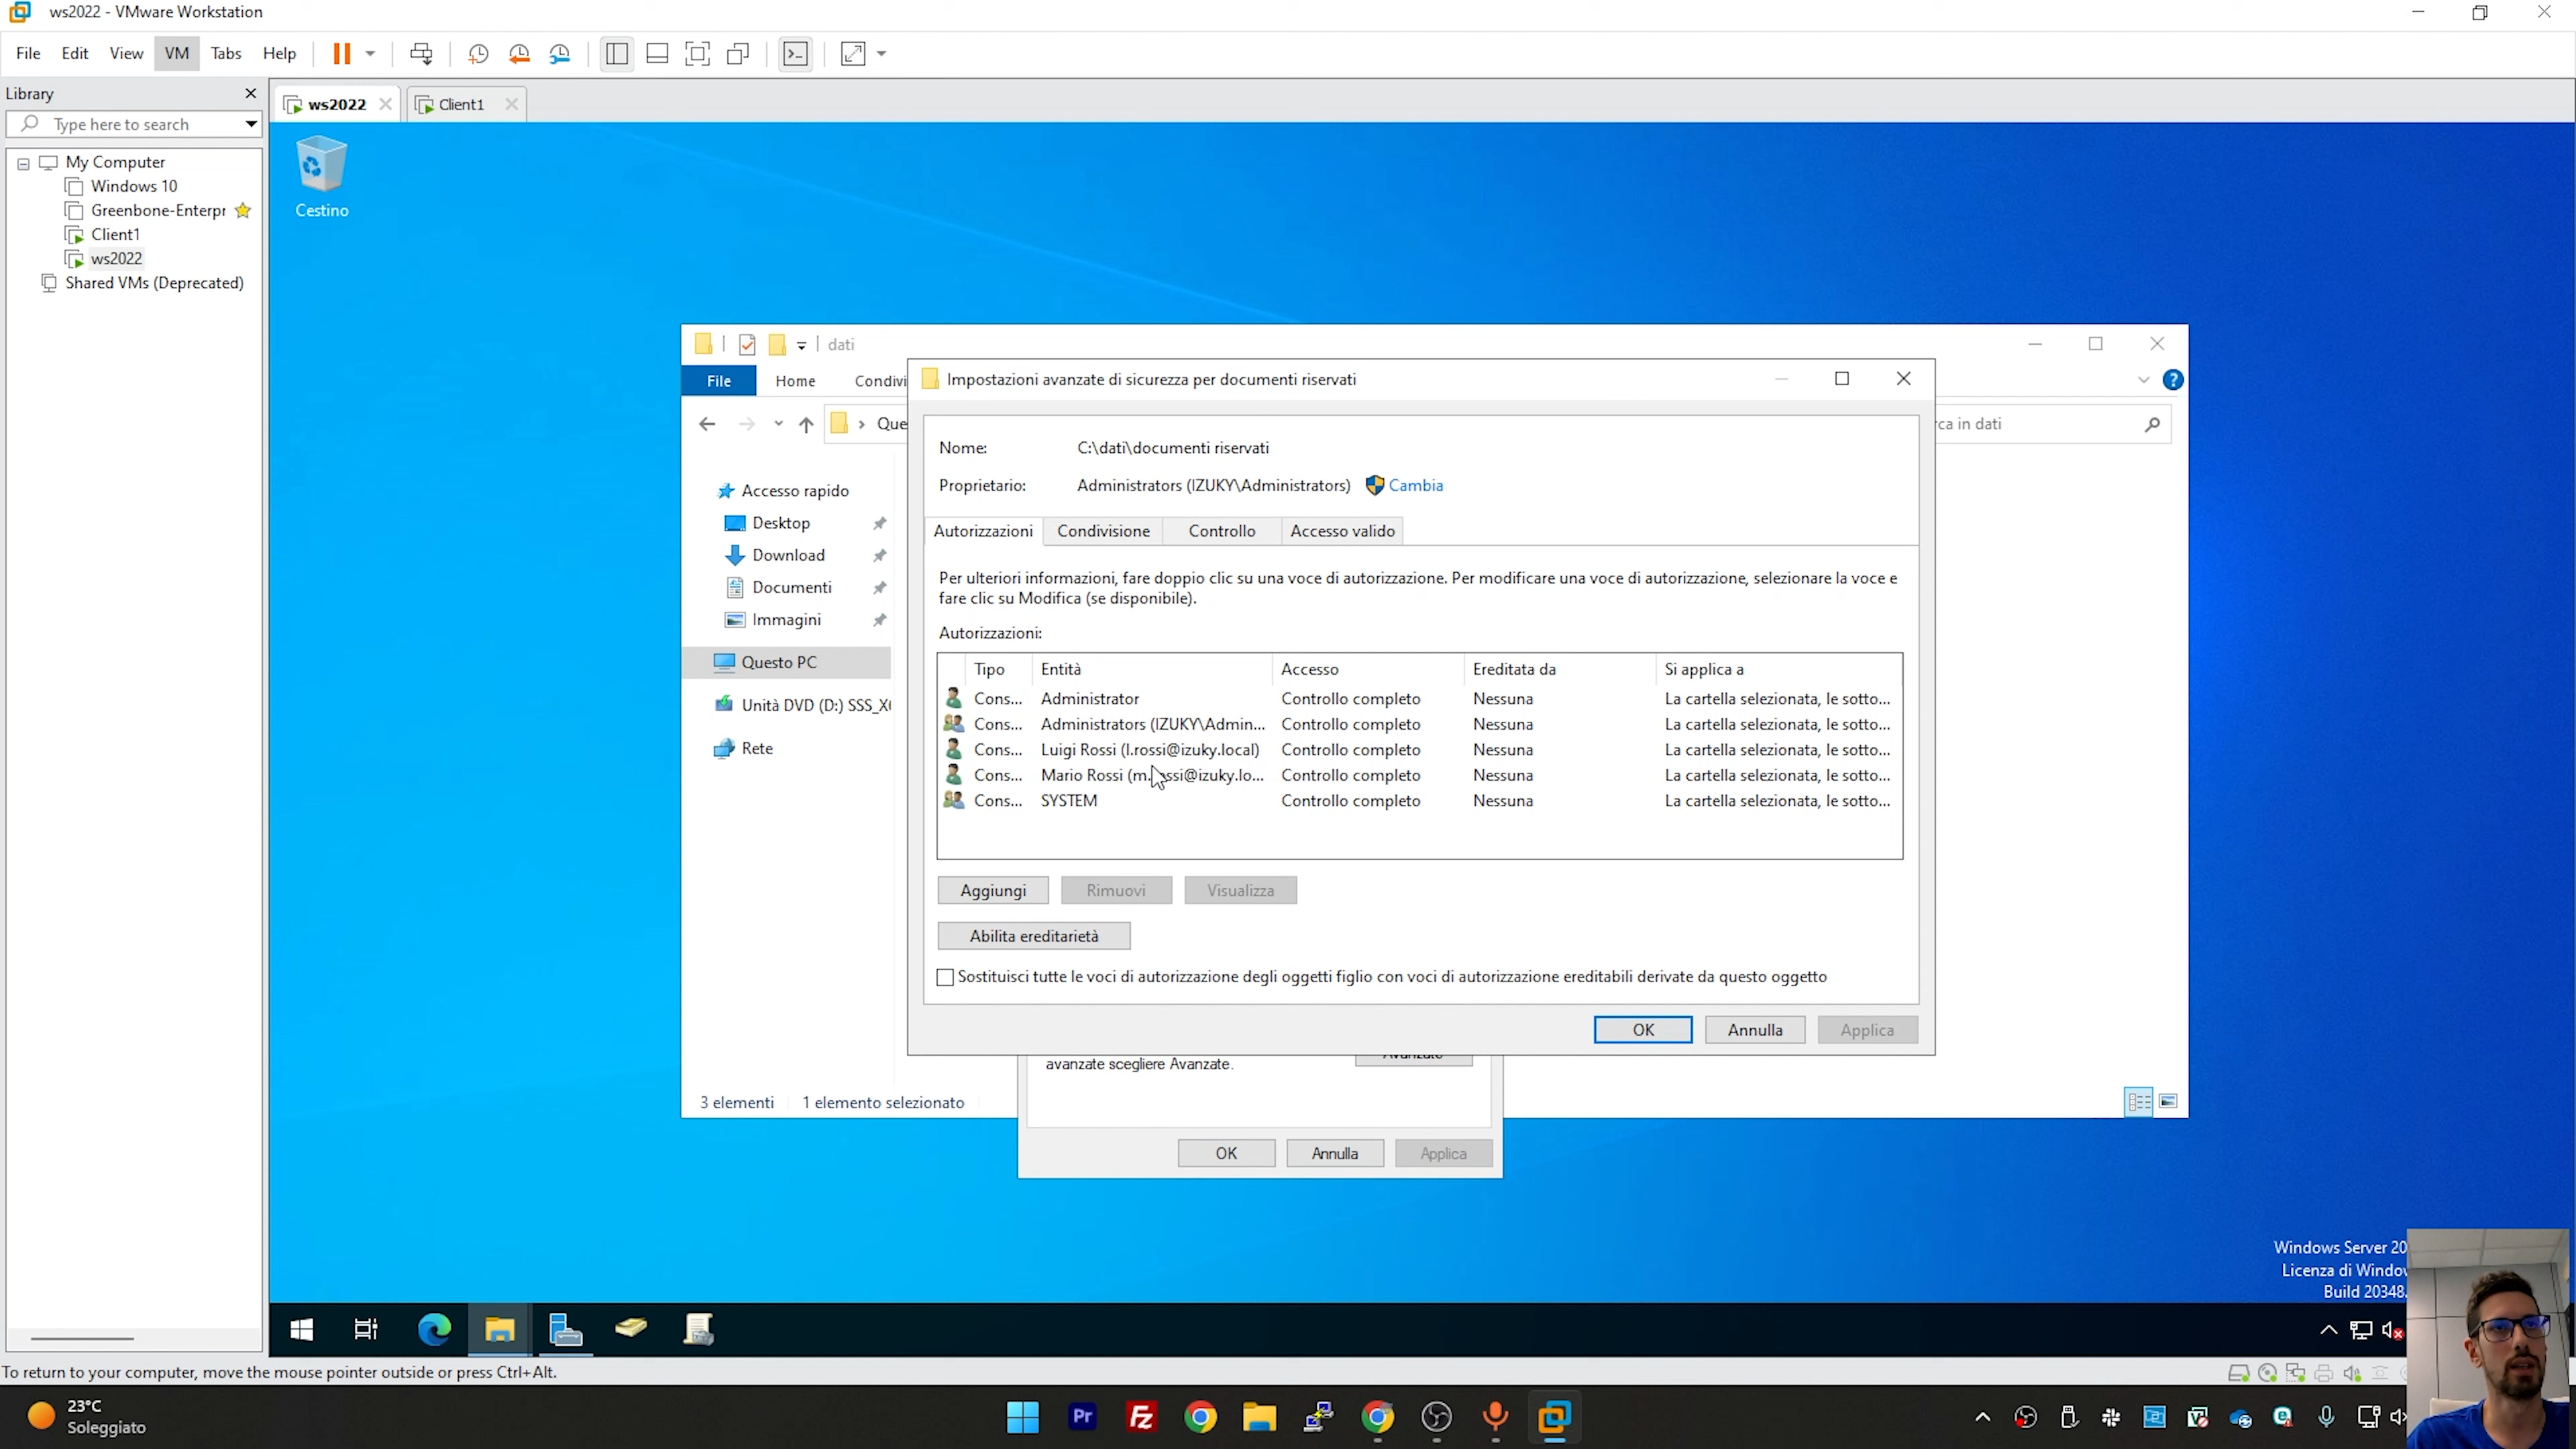 ws2022 - VMware Workstation
File Edit View VM Tabs Help
Library
Type here to search
My Computer
Windows 10
Greenbone-Enterpr
Client1
ws2022
Shared VMs (Deprecated)
ws2022 Client1
Cestino
dati
File Home Condivi
Que
rca in dati
Accesso rapido
Desktop
Download
Documenti
Immagini
Questo PC
Unità DVD (D:) SSS_X
Rete
3 elementi 1 elemento selezionato
Impostazioni avanzate di sicurezza per documenti riservati
Nome: C:\dati\documenti riservati
Proprietario: Administrators (IZUKY\Administrators) Cambia
Autorizzazioni Condivisione Controllo Accesso valido
Per ulteriori informazioni, fare doppio clic su una voce di autorizzazione. Per modificare una voce di autorizzazione, selezionare la voce e
fare clic su Modifica (se disponibile).
Autorizzazioni:
Tipo Entità Accesso Ereditata da Si applica a
Cons... Administrator Controllo completo Nessuna La cartella selezionata, le sotto...
Cons... Administrators (IZUKY\Admin... Controllo completo Nessuna La cartella selezionata, le sotto...
Cons... Luigi Rossi (l.rossi@izuky.local) Controllo completo Nessuna La cartella selezionata, le sotto...
Cons... Mario Rossi (m.rossi@izuky.lo... Controllo completo Nessuna La cartella selezionata, le sotto...
Cons... SYSTEM Controllo completo Nessuna La cartella selezionata, le sotto...
Aggiungi Rimuovi Visualizza
Abilita ereditarietà
Sostituisci tutte le voci di autorizzazione degli oggetti figlio con voci di autorizzazione ereditabili derivate da questo oggetto
OK Annulla Applica
avanzate scegliere Avanzate. Avanzate
OK Annulla Applica
Windows Server 20
Licenza di Windo
Build 20348.
To return to your computer, move the mouse pointer outside or press Ctrl+Alt.
23°C
Soleggiato
Pr
Fz